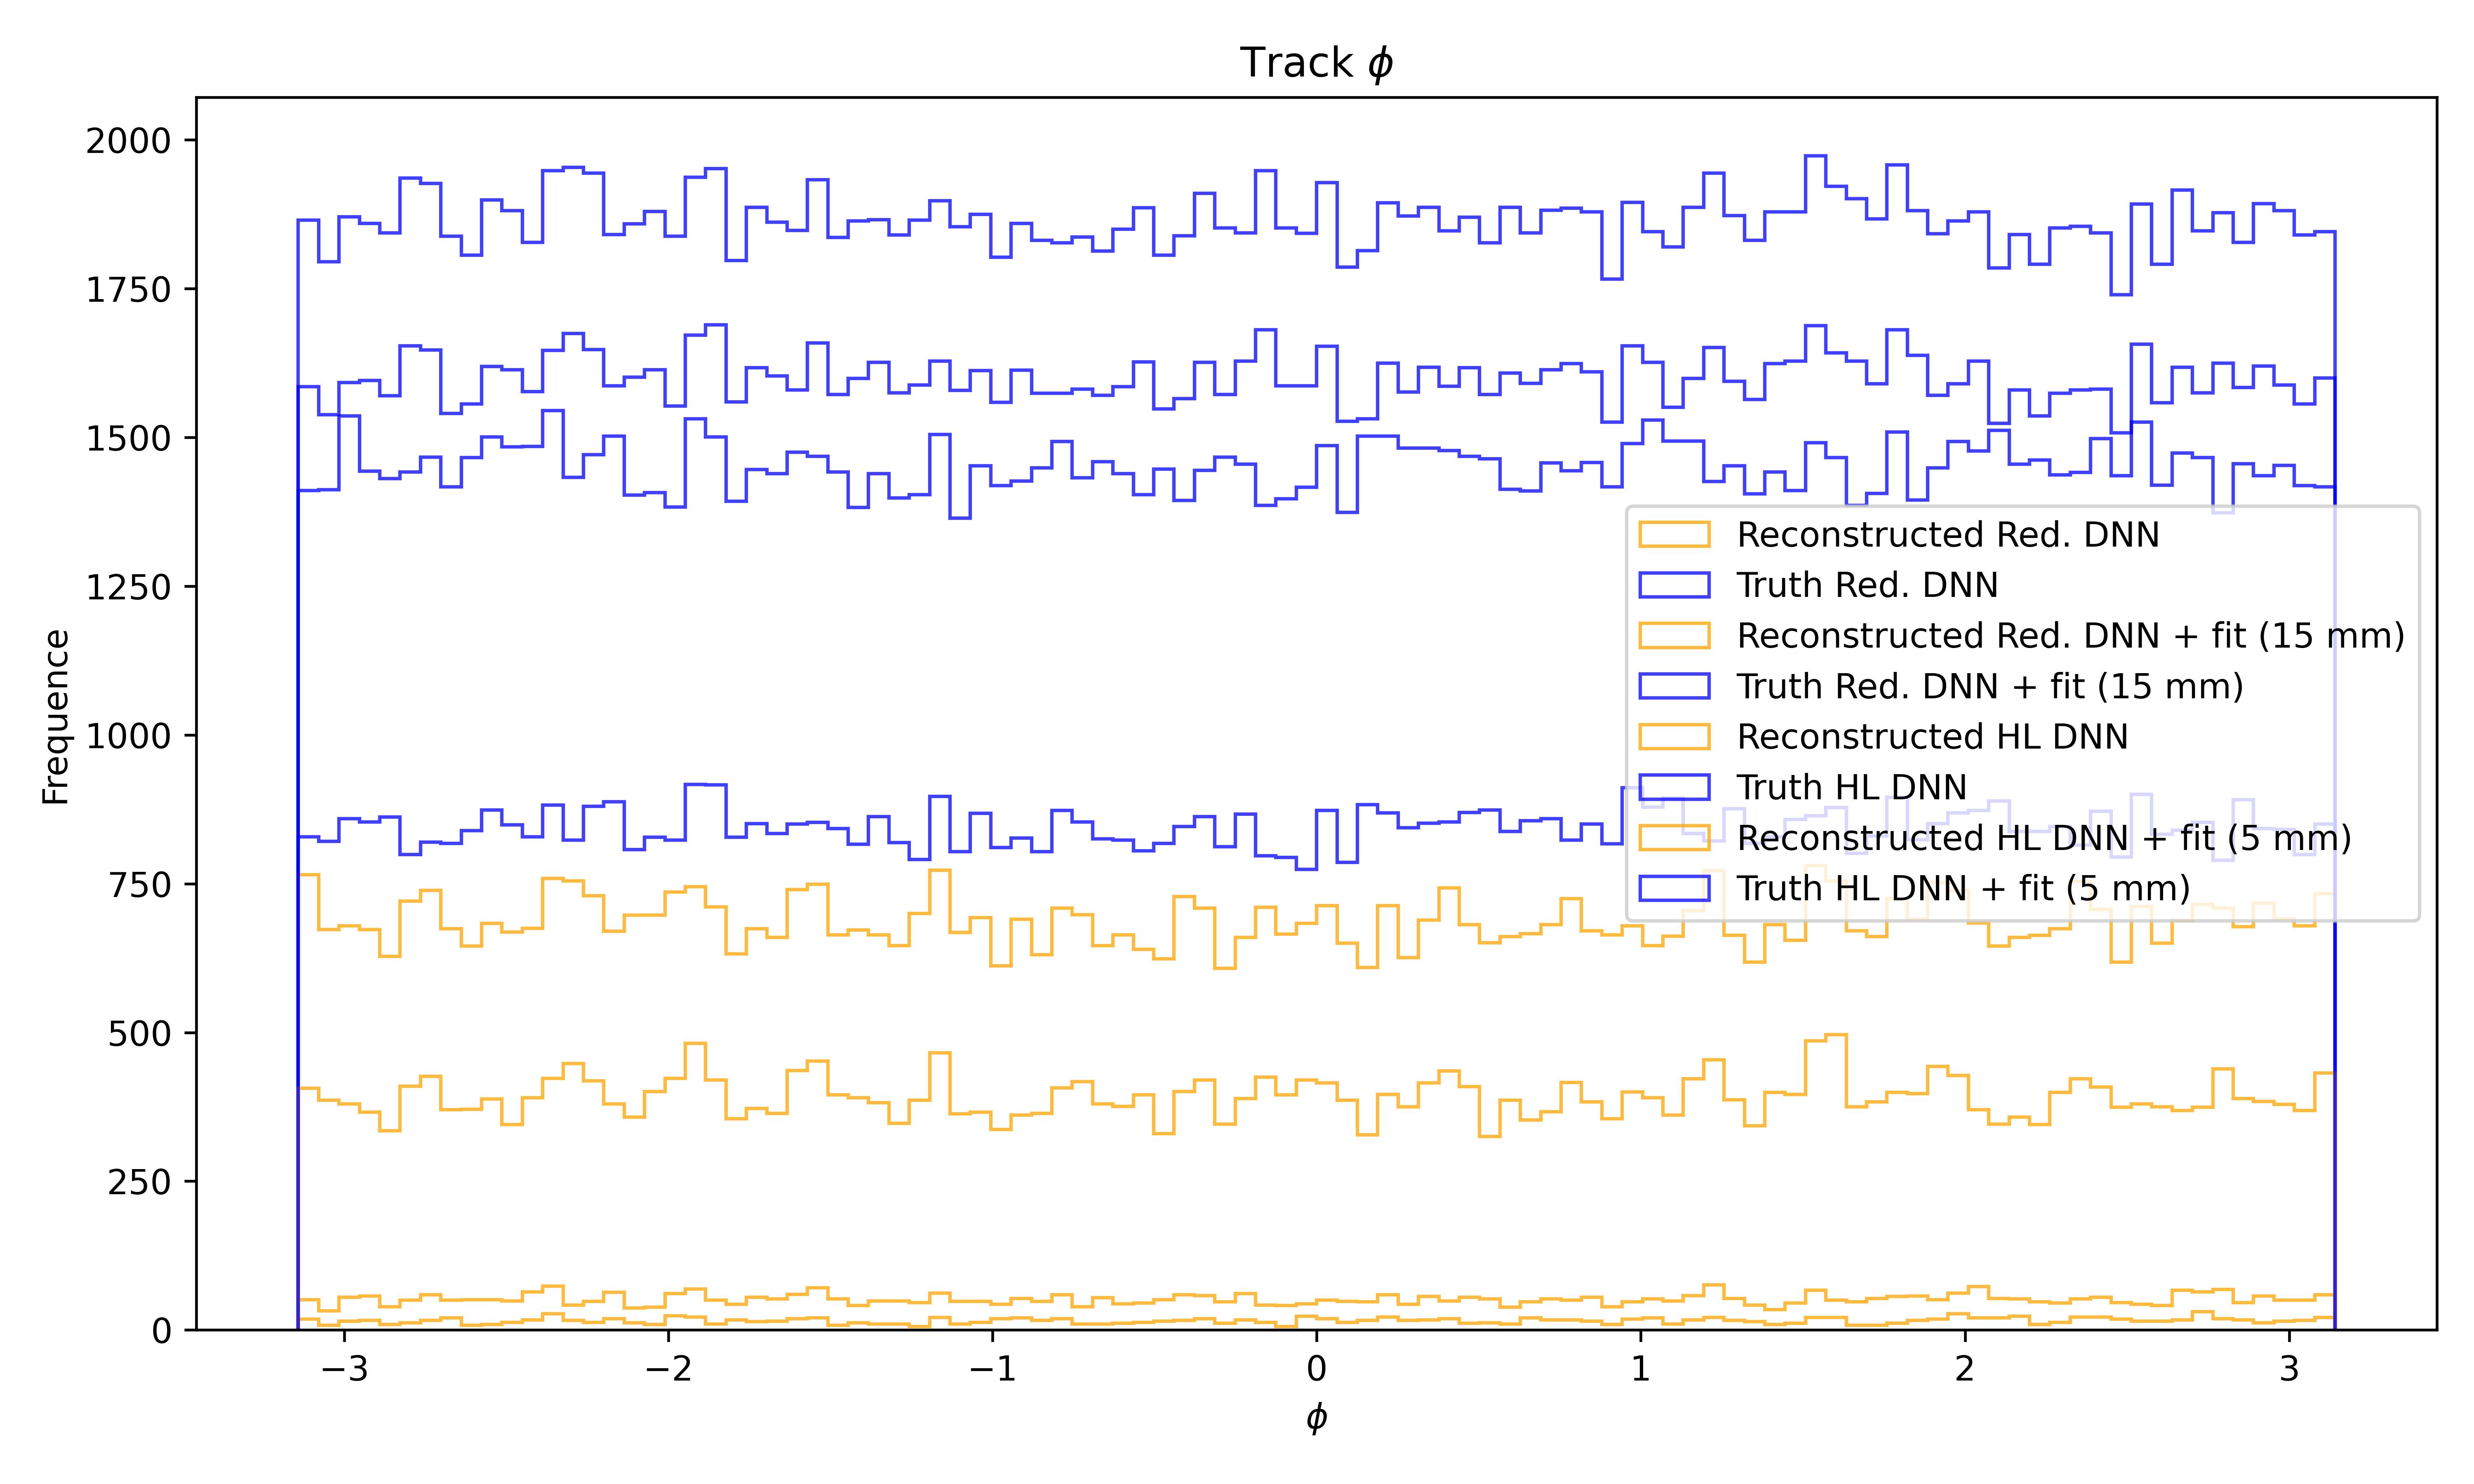 Track ϕ
2000
1750
1500
1250
1000
750
500
250
0
Frequence
Reconstructed Red. DNN
Truth Red. DNN
Reconstructed Red. DNN + fit (15 mm)
Truth Red. DNN + fit (15 mm)
Reconstructed HL DNN
Truth HL DNN
Reconstructed HL DNN + fit (5 mm)
Truth HL DNN + fit (5 mm)
−3 −2 −1 0 1 2 3
ϕ